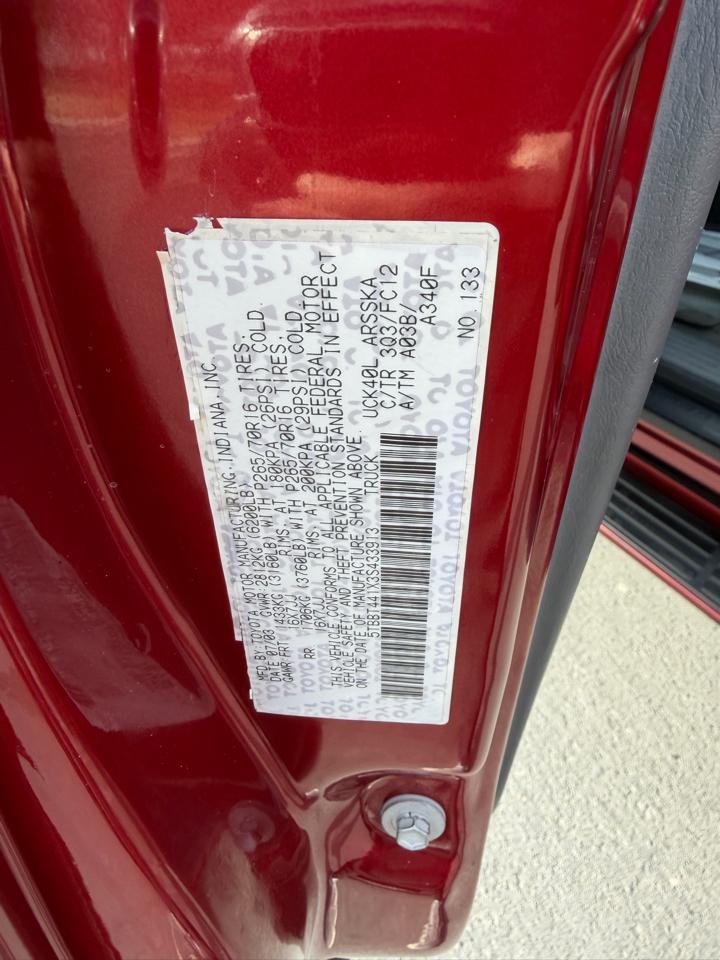 MFD.BY:TOYOTA MOTOR MANUFACTURING,INDIANA,INC.
DATE 07/03 GVWR:2812KG (6200LB)
GAWR:FRT 1433KG (3160LB) WITH P265/70R16 TIRES.
16X7JJ RIMS. AT 180KPA (26PSI) COLD
RR 1706KG (3760LB) WITH P265/70R16 TIRES.
16X7JJ RIMS. AT 200KPA (29PSI) COLD
THIS VEHICLE CONFORMS TO ALL APPLICABLE FEDERAL MOTOR
VEHICLE SAFETY AND THEFT PREVENTION STANDARDS IN EFFECT
ON THE DATE OF MANUFACTURE SHOWN ABOVE.
5TBBT441X3S433913 TRUCK
UCK40L ARSSKA
C/TR 3Q3/FC12
A/TM A03B/
A340F
NO. 133